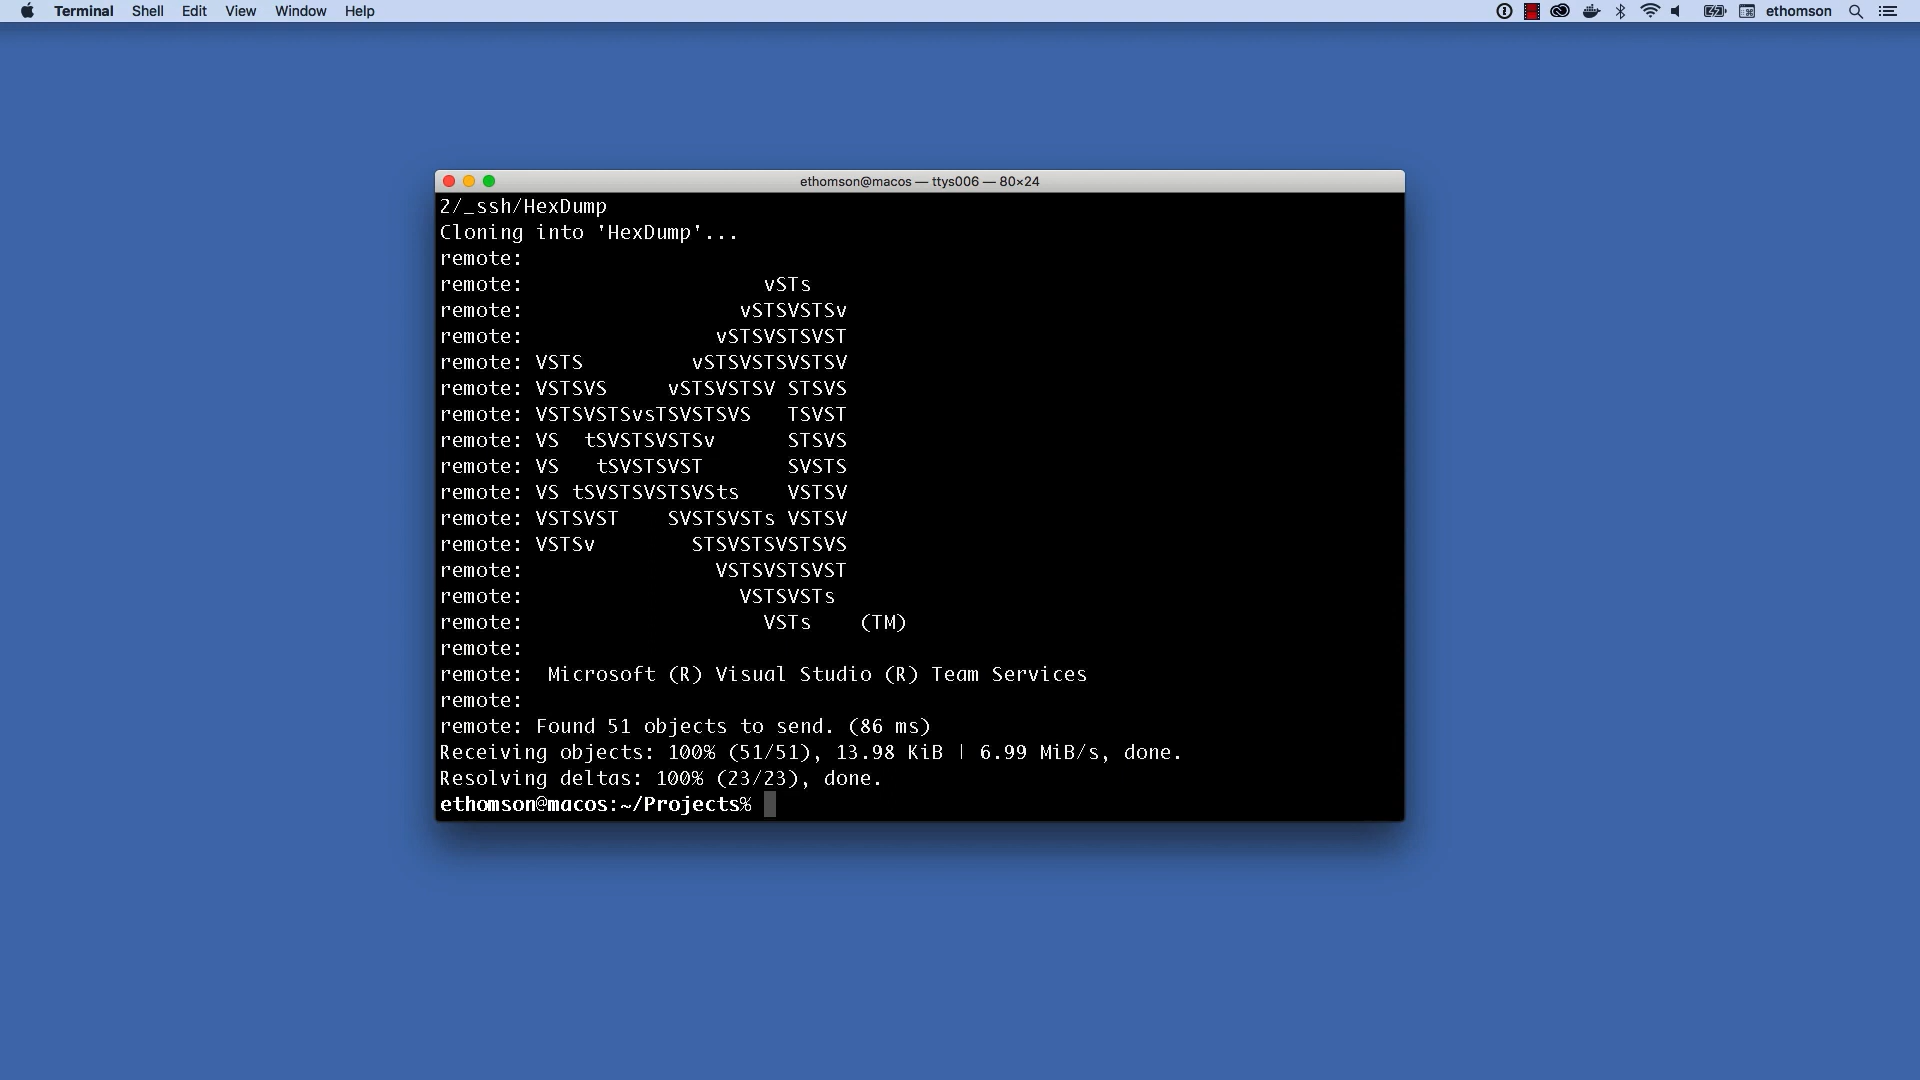 Terminal Shell Edit View Window Help ethomson
ethomson@macos — ttys006 — 80×24
2/_ssh/HexDump
Cloning into 'HexDump'...
remote:
remote:                    vSTs
remote:                  vSTSVSTSv
remote:                vSTSVSTSVST
remote: VSTS         vSTSVSTSVSTSV
remote: VSTSVS     vSTSVSTSV STSVS
remote: VSTSVSTSvsTSVSTSVS   TSVST
remote: VS  tSVSTSVSTSv      STSVS
remote: VS   tSVSTSVST       SVSTS
remote: VS tSVSTSVSTSVSts    VSTSV
remote: VSTSVST    SVSTSVSTs VSTSV
remote: VSTSv        STSVSTSVSTSVS
remote:                VSTSVSTSVST
remote:                  VSTSVSTs
remote:                    VSTs    (TM)
remote:
remote:  Microsoft (R) Visual Studio (R) Team Services
remote:
remote: Found 51 objects to send. (86 ms)
Receiving objects: 100% (51/51), 13.98 KiB | 6.99 MiB/s, done.
Resolving deltas: 100% (23/23), done.
ethomson@macos:~/Projects%